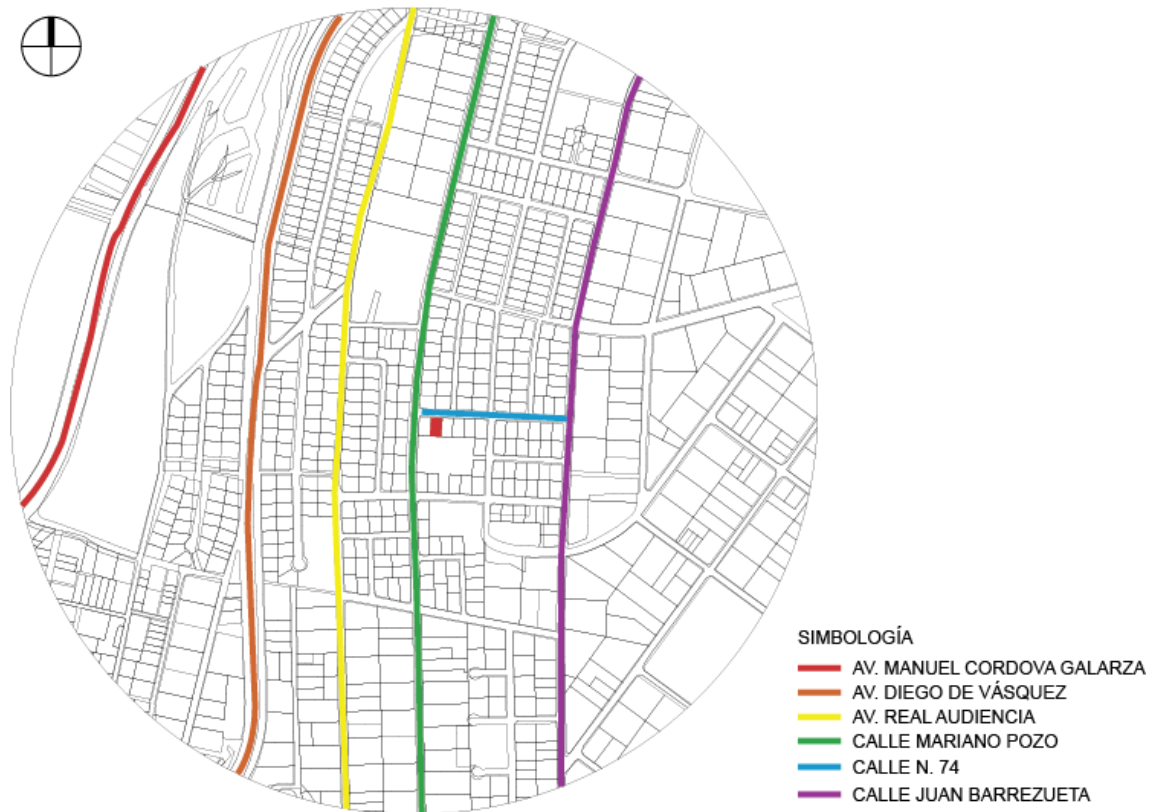 SIMBOLOGÍA
AV. MANUEL CORDOVA GALARZA
AV. DIEGO DE VÁSQUEZ
AV. REAL AUDIENCIA
CALLE MARIANO POZO
CALLE N. 74
CALLE JUAN BARREZUETA